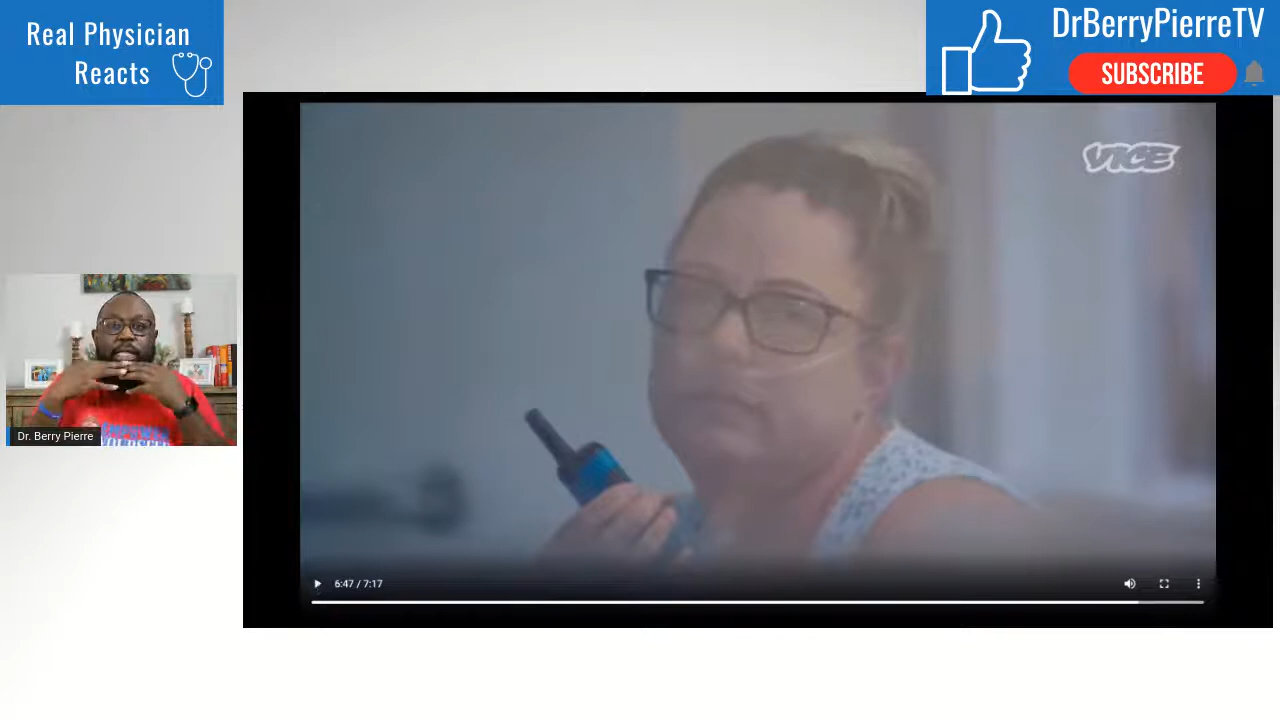 Real Physician
Reacts
DrBerryPierreTV
SUBSCRIBE
VICE
Dr. Berry Pierre
6:47 / 7:17